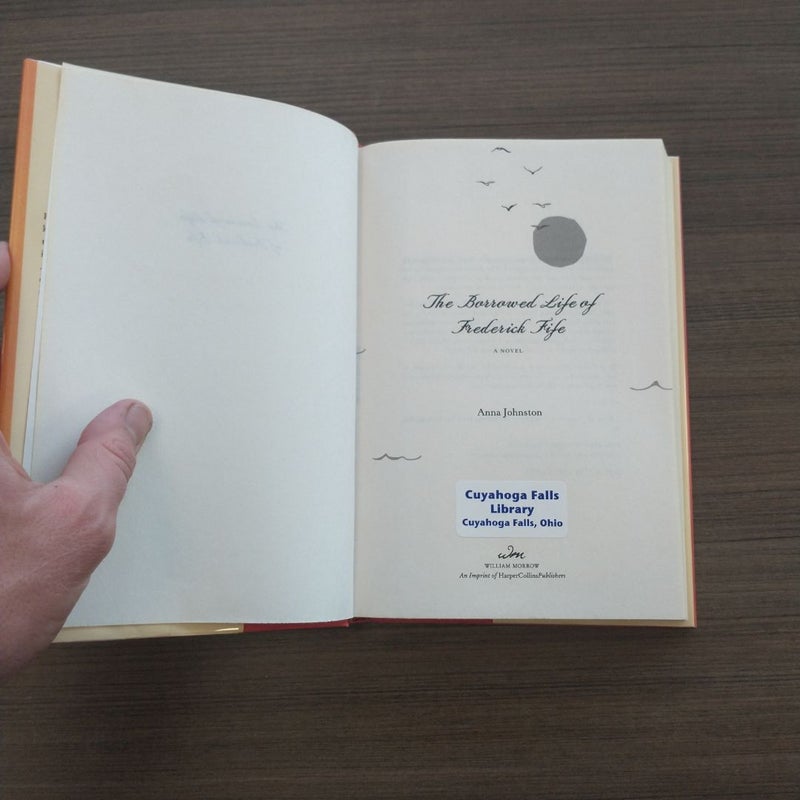 The Borrowed Life of
Frederick Fife
A NOVEL
Anna Johnston
Cuyahoga Falls
Library
Cuyahoga Falls, Ohio
wm
WILLIAM MORROW
An Imprint of HarperCollinsPublishers